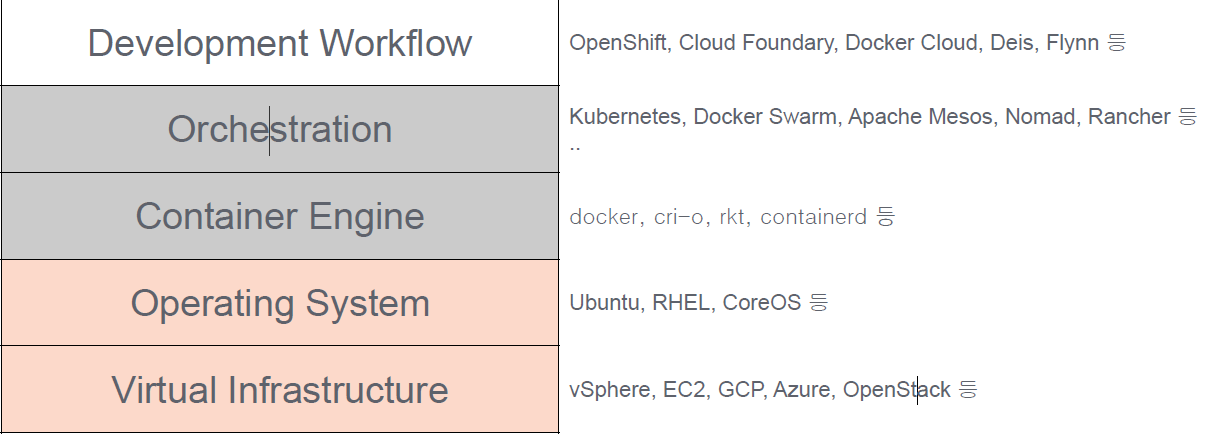 Development Workflow
OpenShift, Cloud Foundary, Docker Cloud, Deis, Flynn 등
Orchestration
Kubernetes, Docker Swarm, Apache Mesos, Nomad, Rancher 등
..
Container Engine
docker, cri-o, rkt, containerd 등
Operating System
Ubuntu, RHEL, CoreOS 등
Virtual Infrastructure
vSphere, EC2, GCP, Azure, OpenStack 등